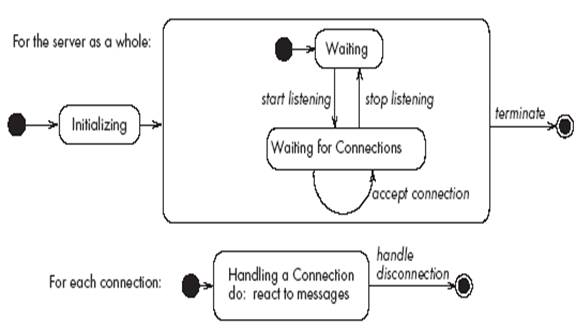 For the server as a whole:
Waiting
start listening
stop listening
Initializing
terminate
Waiting for Connections
accept connection
For each connection:
Handling a Connection
do: react to messages
handle
disconnection